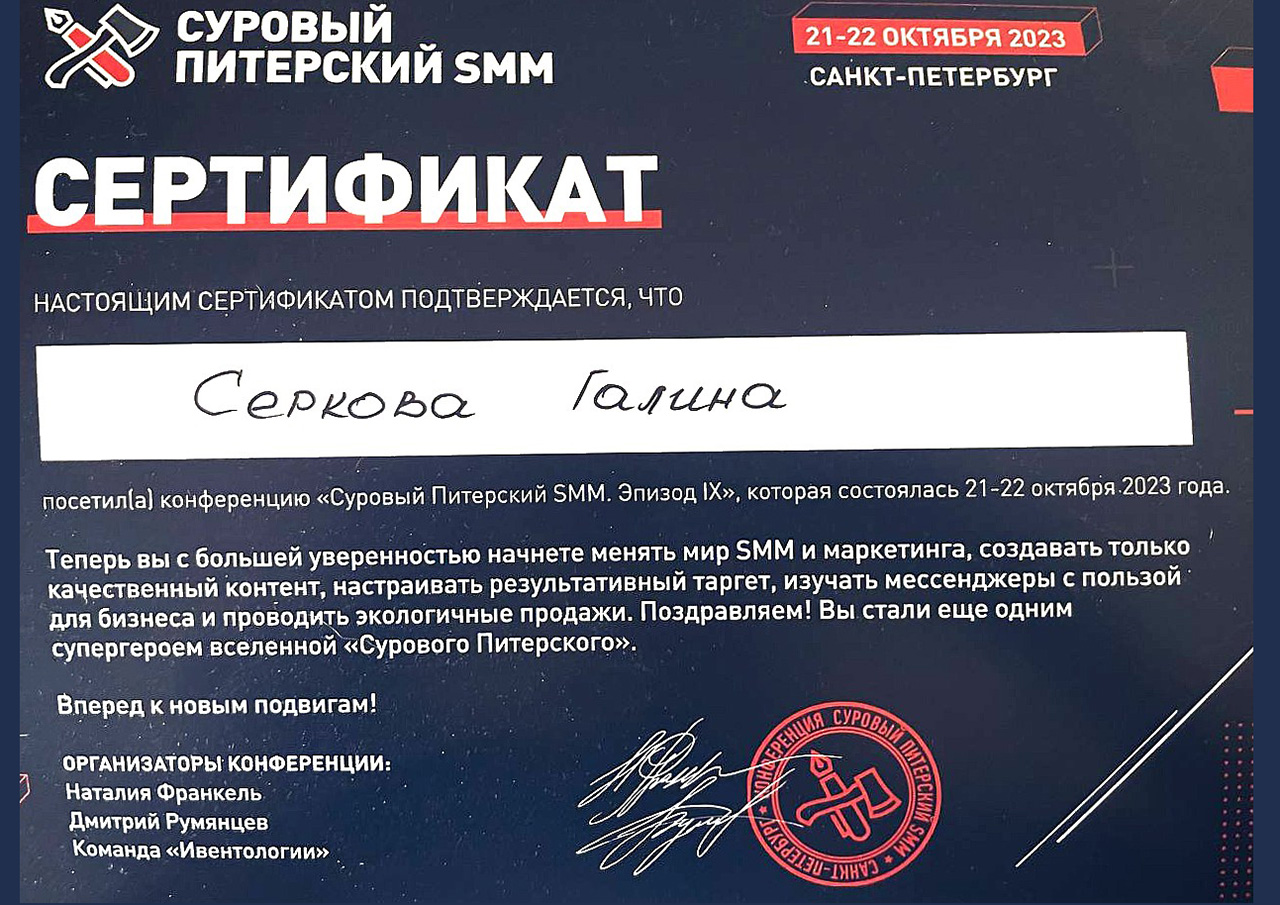 СУРОВЫЙ
ПИТЕРСКИЙ SMM
21-22 ОКТЯБРЯ 2023
САНКТ-ПЕТЕРБУРГ
СЕРТИФИКАТ
НАСТОЯЩИМ СЕРТИФИКАТОМ ПОДТВЕРЖДАЕТСЯ, ЧТО
Серкова Галина
посетил(а) конференцию «Суровый Питерский SMM. Эпизод IX», которая состоялась 21-22 октября 2023 года.
Теперь вы с большей уверенностью начнете менять мир SMM и маркетинга, создавать только
качественный контент, настраивать результативный таргет, изучать мессенджеры с пользой
для бизнеса и проводить экологичные продажи. Поздравляем! Вы стали еще одним
супергероем вселенной «Сурового Питерского».
Вперед к новым подвигам!
ОРГАНИЗАТОРЫ КОНФЕРЕНЦИИ:
Наталия Франкель
Дмитрий Румянцев
Команда «Ивентологии»
КОНФЕРЕНЦИЯ СУРОВЫЙ ПИТЕРСКИЙ SMM
САНКТ-ПЕТЕРБУРГ